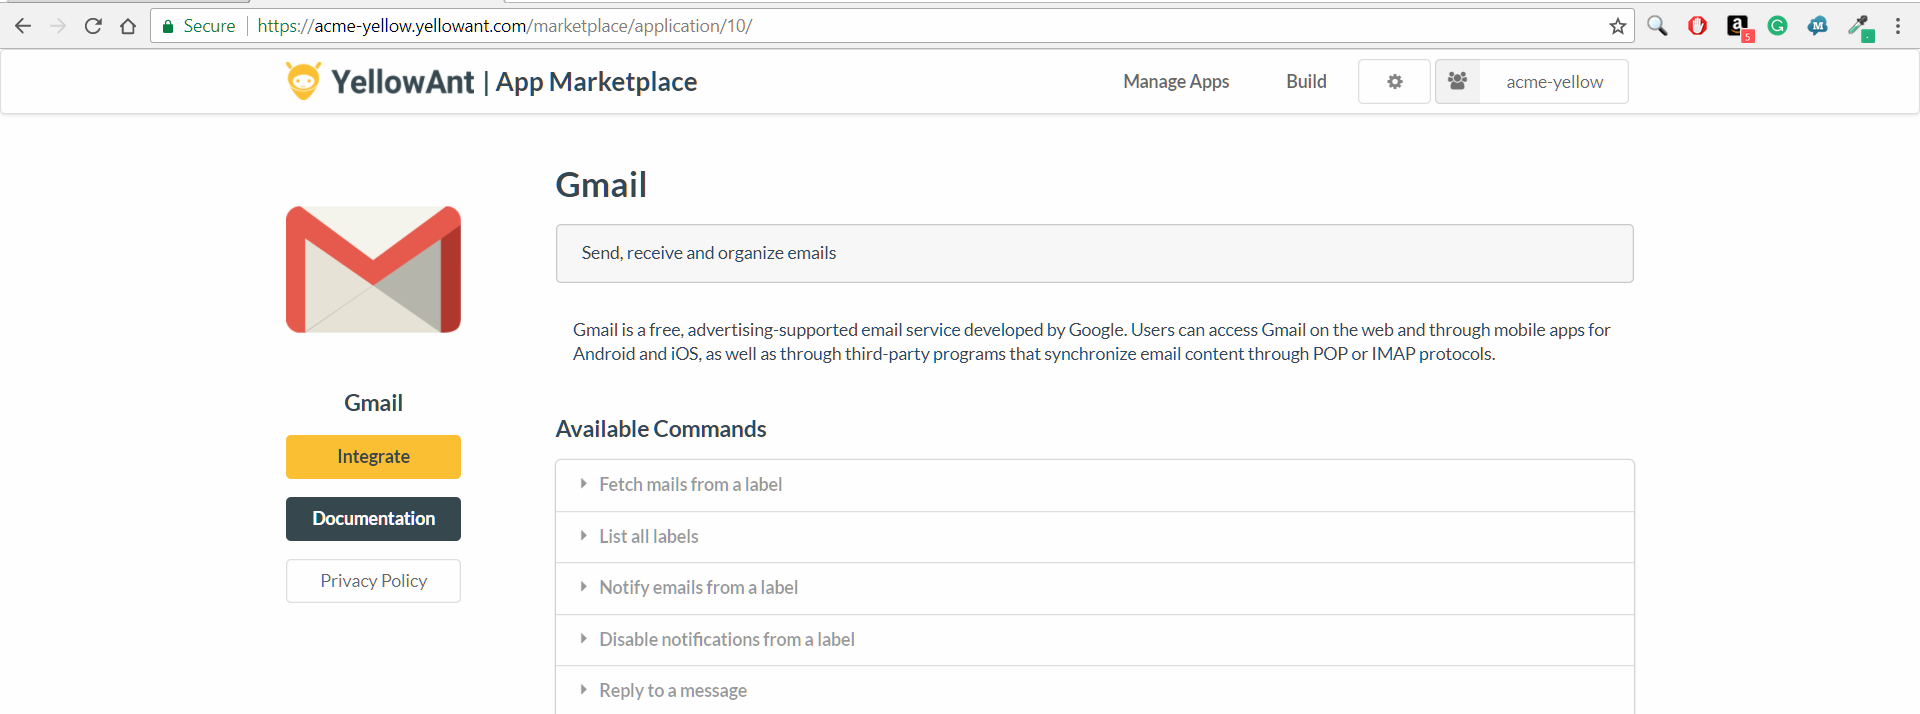 Secure
https://acme-yellow.yellowant.com/marketplace/application/10/
a
5
G
M
YellowAnt | App Marketplace
Manage Apps
Build
acme-yellow
Gmail
Send, receive and organize emails
Gmail is a free, advertising-supported email service developed by Google. Users can access Gmail on the web and through mobile apps for
Android and iOS, as well as through third-party programs that synchronize email content through POP or IMAP protocols.
Gmail
Integrate
Documentation
Privacy Policy
Available Commands
Fetch mails from a label
List all labels
Notify emails from a label
Disable notifications from a label
Reply to a message